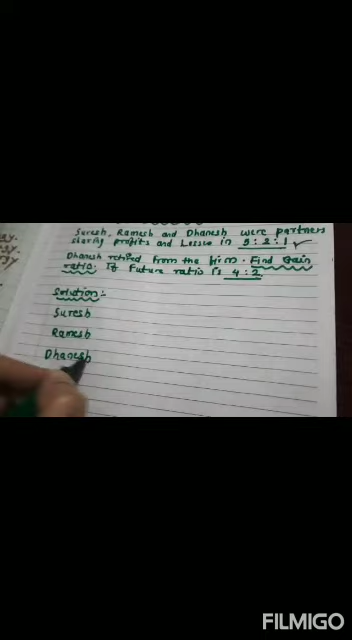 Suresh, Ramesh and Dhanesh were partners
sharing profits and Losses in 5:2:1
Dhanesh retired from the firm. Find Gain
ratio. If Future ratio is 4:2.
Solution:-
Suresh
Ramesh
Dhanesh
FILMIGO